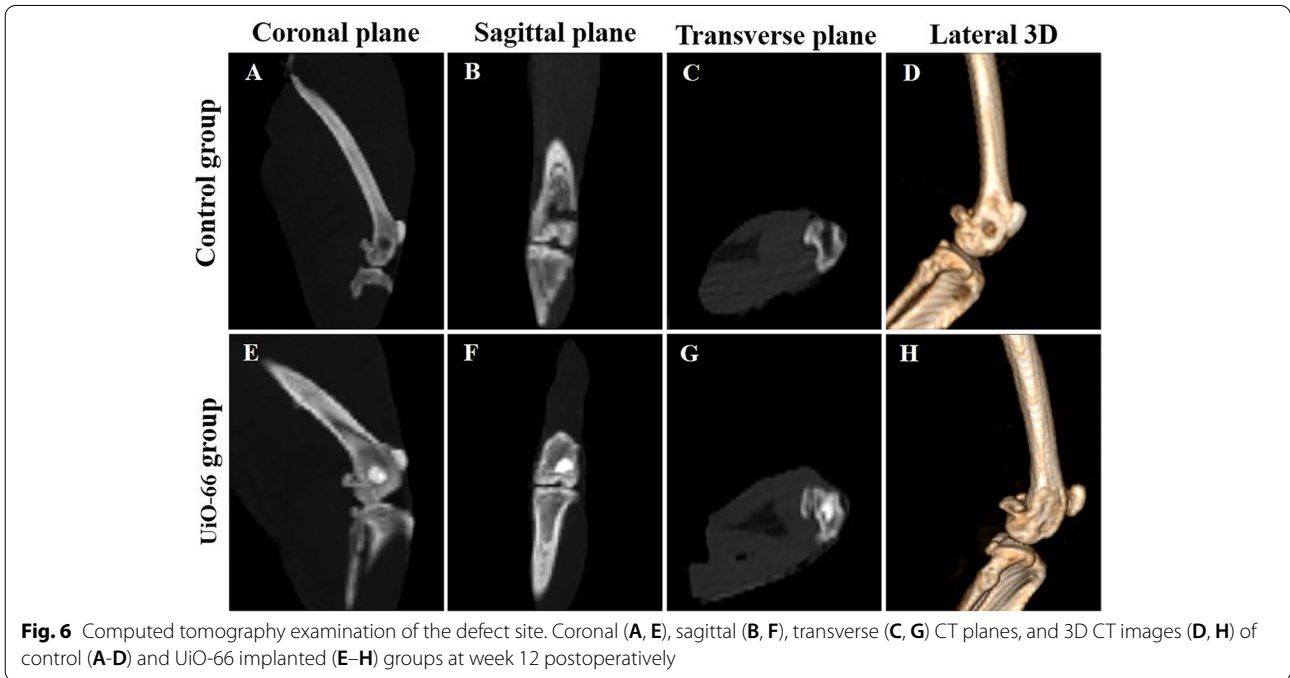 Coronal plane Sagittal plane Transverse plane Lateral 3D
Control group
A B C D
UiO-66 group
E F G H
Fig. 6 Computed tomography examination of the defect site. Coronal (A, E), sagittal (B, F), transverse (C, G) CT planes, and 3D CT images (D, H) of
control (A-D) and UiO-66 implanted (E–H) groups at week 12 postoperatively